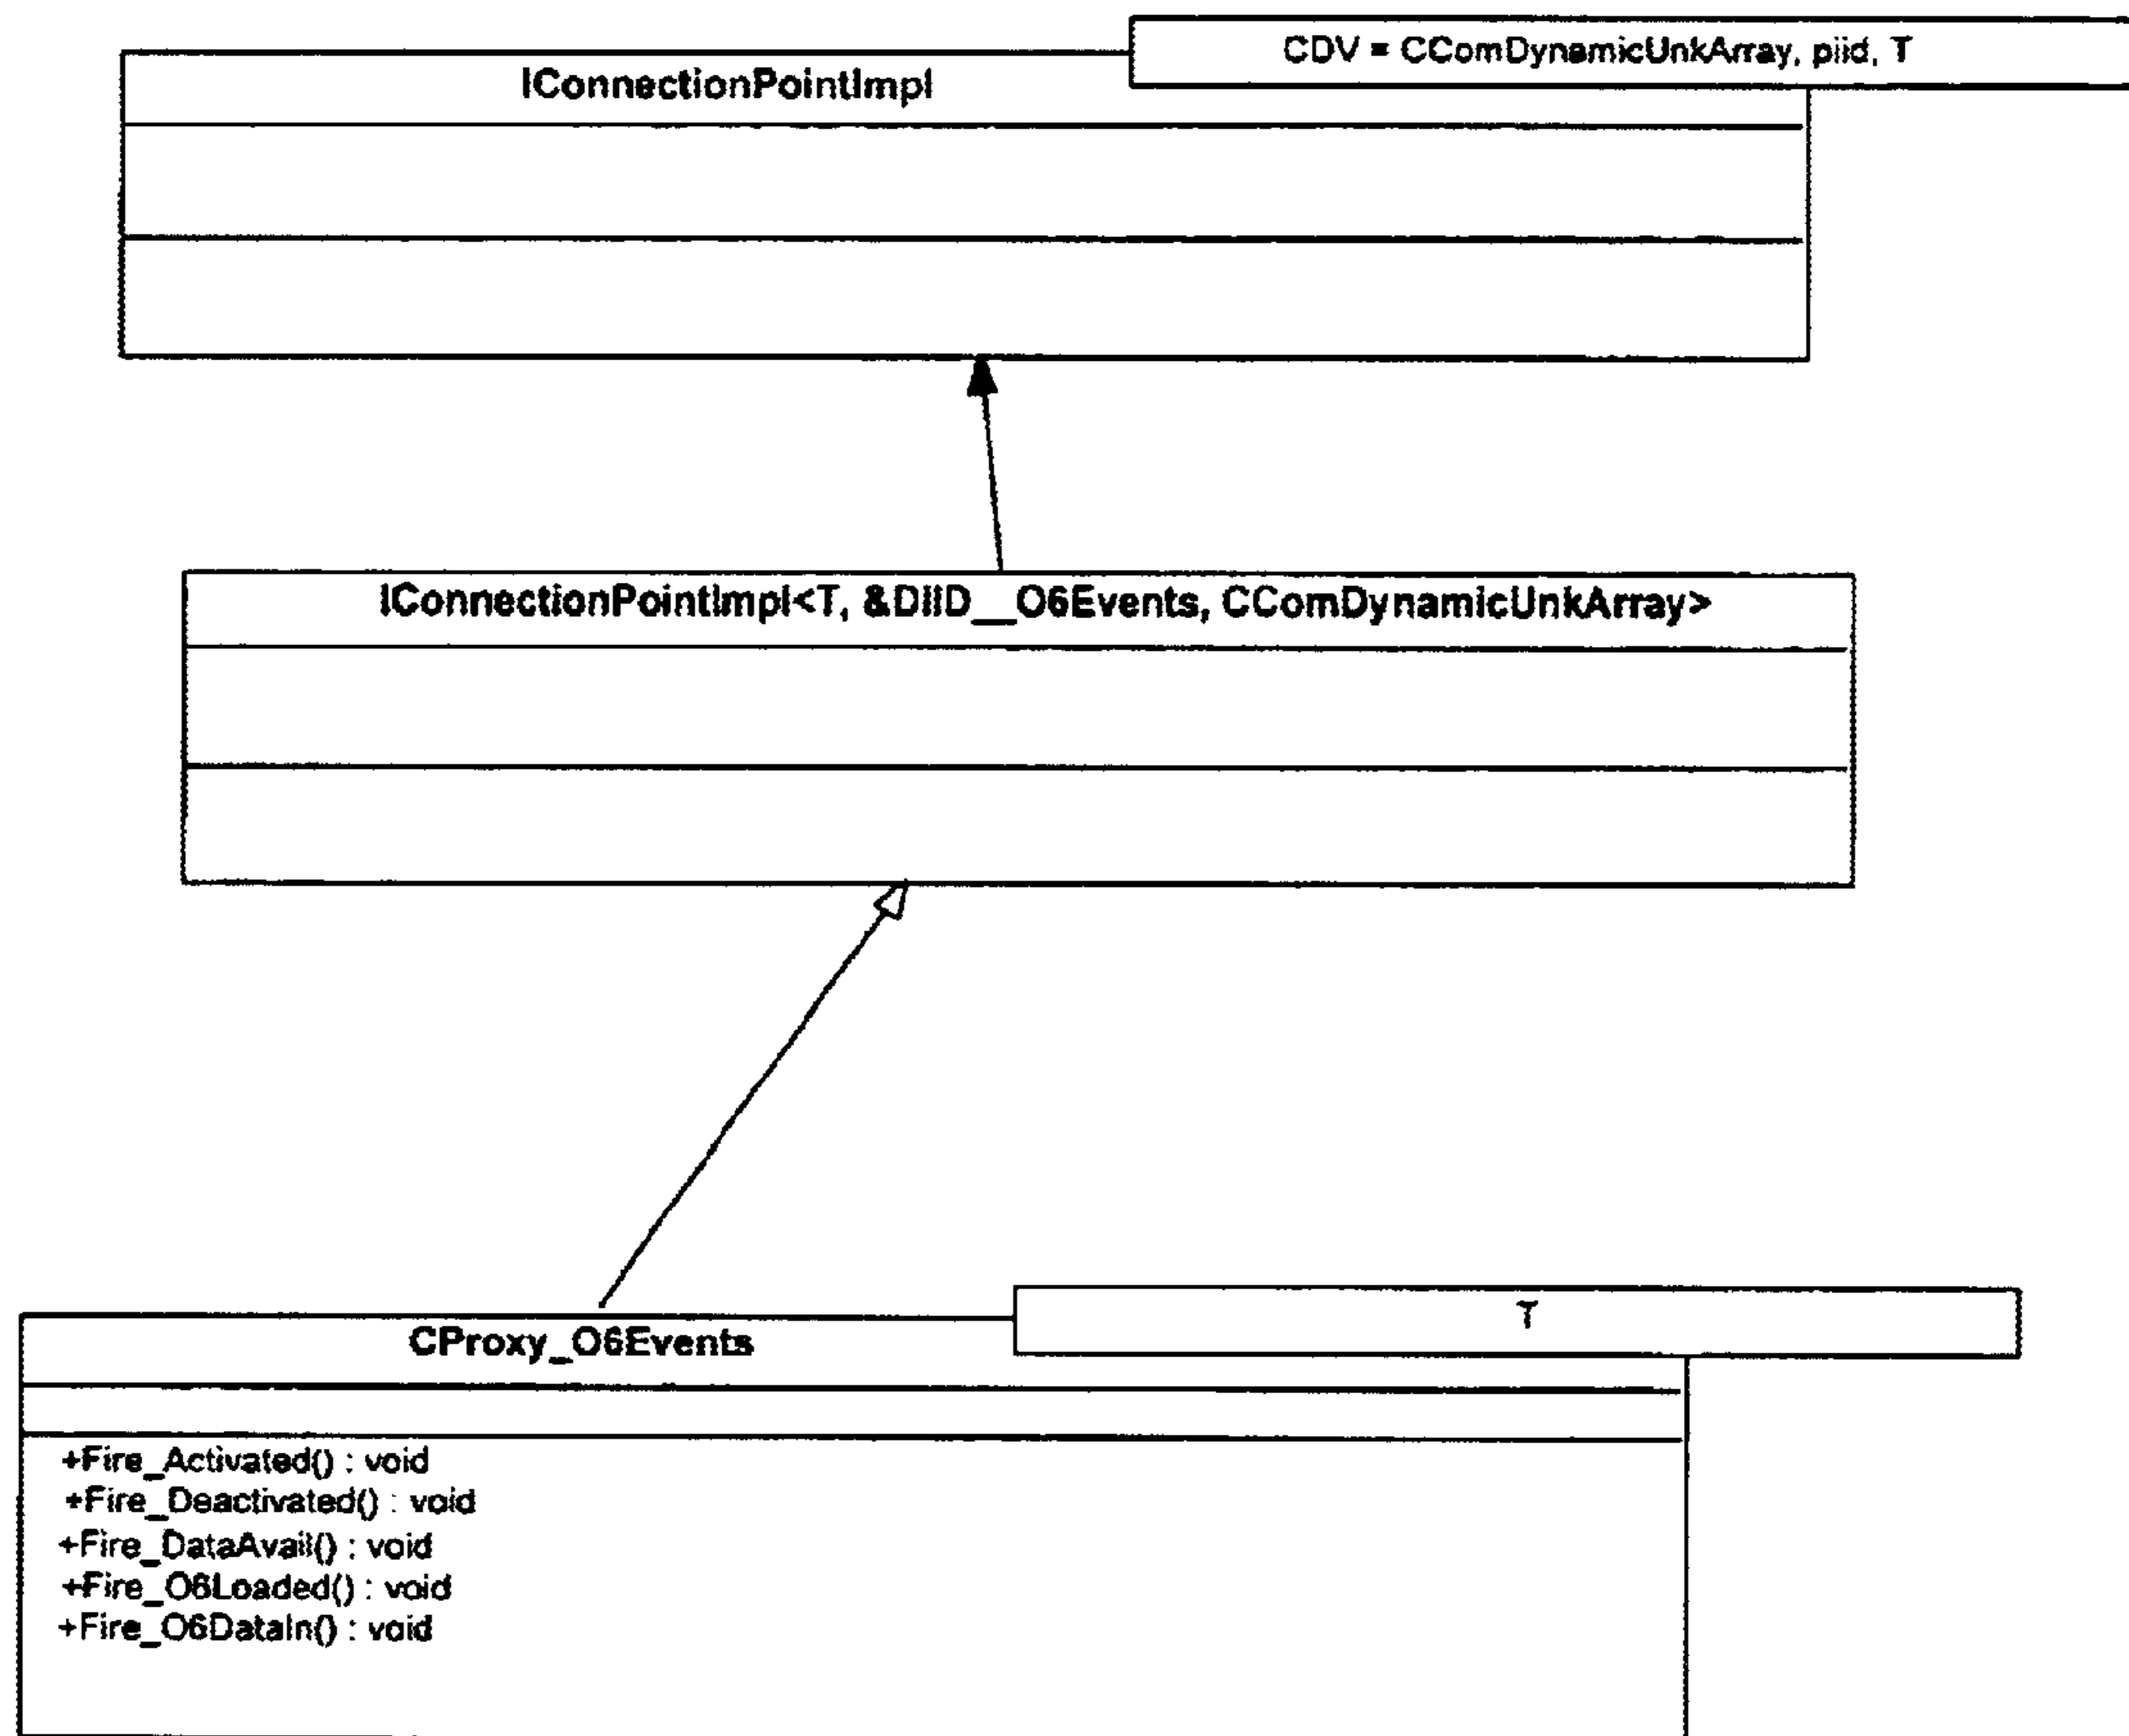 CDV = CComDynamicUnkArray, piid, T
IConnectionPointImpl
IConnectionPointImpl<T, &DIID__O6Events, CComDynamicUnkArray>
T
CProxy_O6Events
+Fire_Activated() : void
+Fire_Deactivated() : void
+Fire_DataAvail() : void
+Fire_O6Loaded() : void
+Fire_O6DataIn() : void